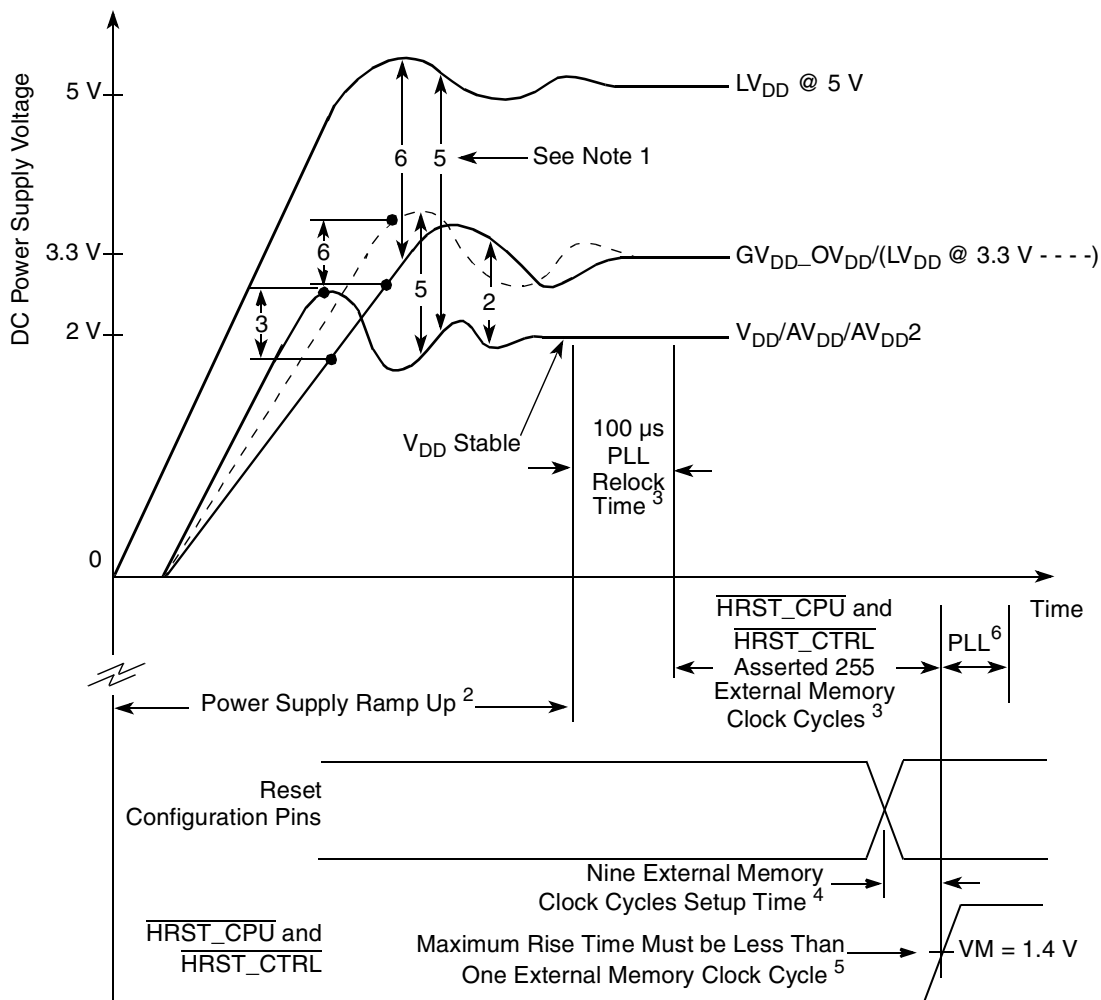 DC Power Supply Voltage
5 V
3.3 V
2 V
0
LVDD @ 5 V
6
5
See Note 1
6
GVDD_OVDD/(LVDD @ 3.3 V - - - -)
5
2
3
VDD/AVDD/AVDD2
VDD Stable
100 µs
PLL
Relock
Time 3
Time
HRST_CPU and
HRST_CTRL
Asserted 255
External Memory
Clock Cycles 3
PLL6
Power Supply Ramp Up 2
Reset
Configuration Pins
Nine External Memory
Clock Cycles Setup Time 4
HRST_CPU and
HRST_CTRL
Maximum Rise Time Must be Less Than
One External Memory Clock Cycle 5
VM = 1.4 V